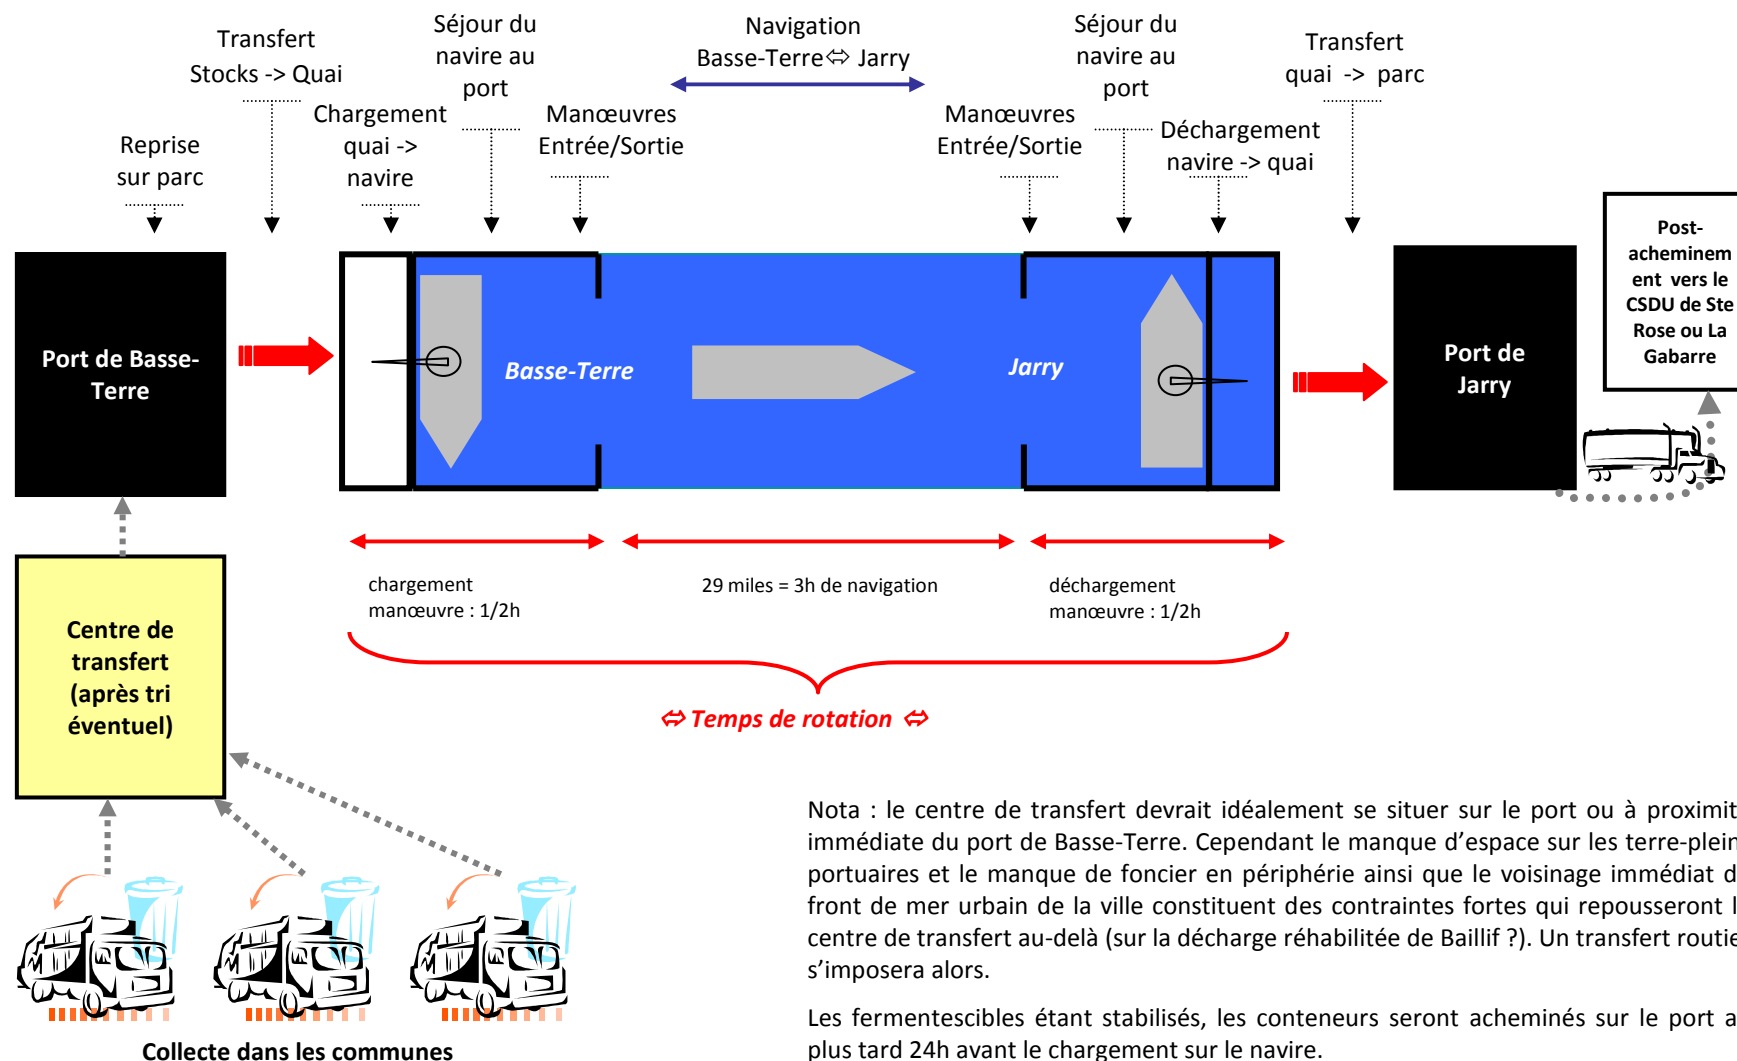 Transfert
Stocks -> Quai
Séjour du
navire au
port
Navigation
Basse-Terre ⇔ Jarry
Séjour du
navire au
port
Transfert
quai -> parc
Reprise
sur parc
Chargement
quai ->
navire
Manœuvres
Entrée/Sortie
Manœuvres
Entrée/Sortie
Déchargement
navire -> quai
Port de Basse-
Terre
Basse-Terre
Jarry
Port de
Jarry
Post-
acheminem
ent vers le
CSDU de Ste
Rose ou La
Gabarre
chargement
manœuvre : 1/2h
29 miles = 3h de navigation
déchargement
manœuvre : 1/2h
⇔ Temps de rotation ⇔
Centre de
transfert
(après tri
éventuel)
Collecte dans les communes
Nota : le centre de transfert devrait idéalement se situer sur le port ou à proximit
immédiate du port de Basse-Terre. Cependant le manque d’espace sur les terre-plein
portuaires et le manque de foncier en périphérie ainsi que le voisinage immédiat d
front de mer urbain de la ville constituent des contraintes fortes qui repousseront l
centre de transfert au-delà (sur la décharge réhabilitée de Baillif ?). Un transfert routie
s’imposera alors.
Les fermentescibles étant stabilisés, les conteneurs seront acheminés sur le port a
plus tard 24h avant le chargement sur le navire.